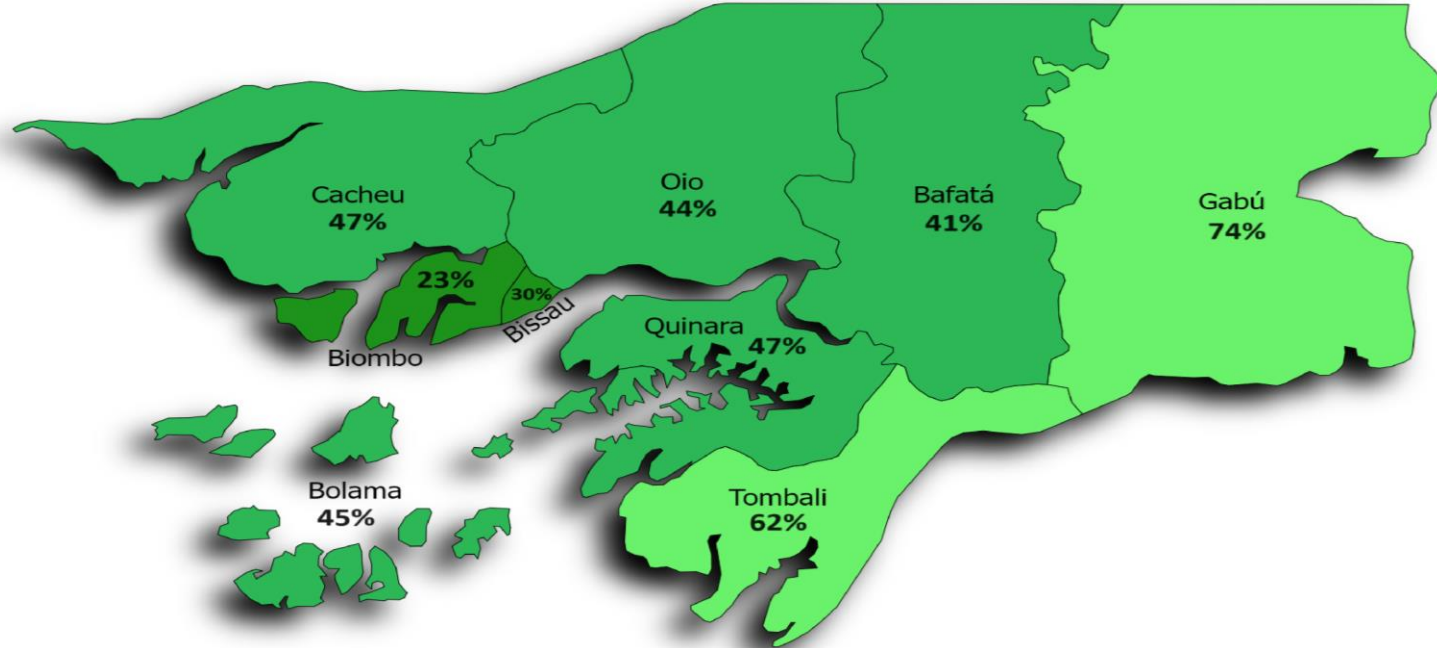 Cacheu
47%
Oio
44%
Bafatá
41%
Gabú
74%
23%
30%
Bissau
Biombo
Quinara
47%
Bolama
45%
Tombali
62%